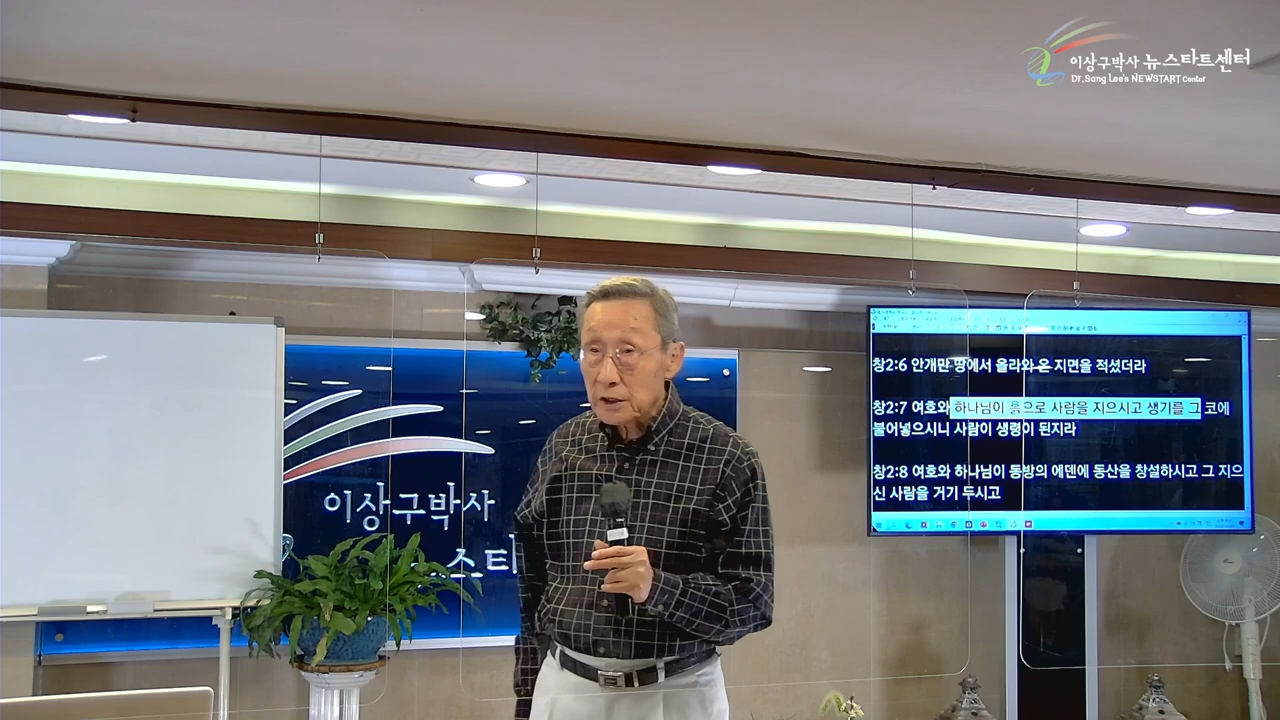 이상구박사 뉴스타트센터
Dr. Sang Lee's NEWSTART Center
창2:6 안개만 땅에서 올라와 온 지면을 적셨더라
창2:7 여호와 하나님이 흙으로 사람을 지으시고 생기를 그 코에
불어넣으시니 사람이 생령이 된지라
창2:8 여호와 하나님이 동방의 에덴에 동산을 창설하시고 그 지으
신 사람을 거기 두시고
이상구박사
스타